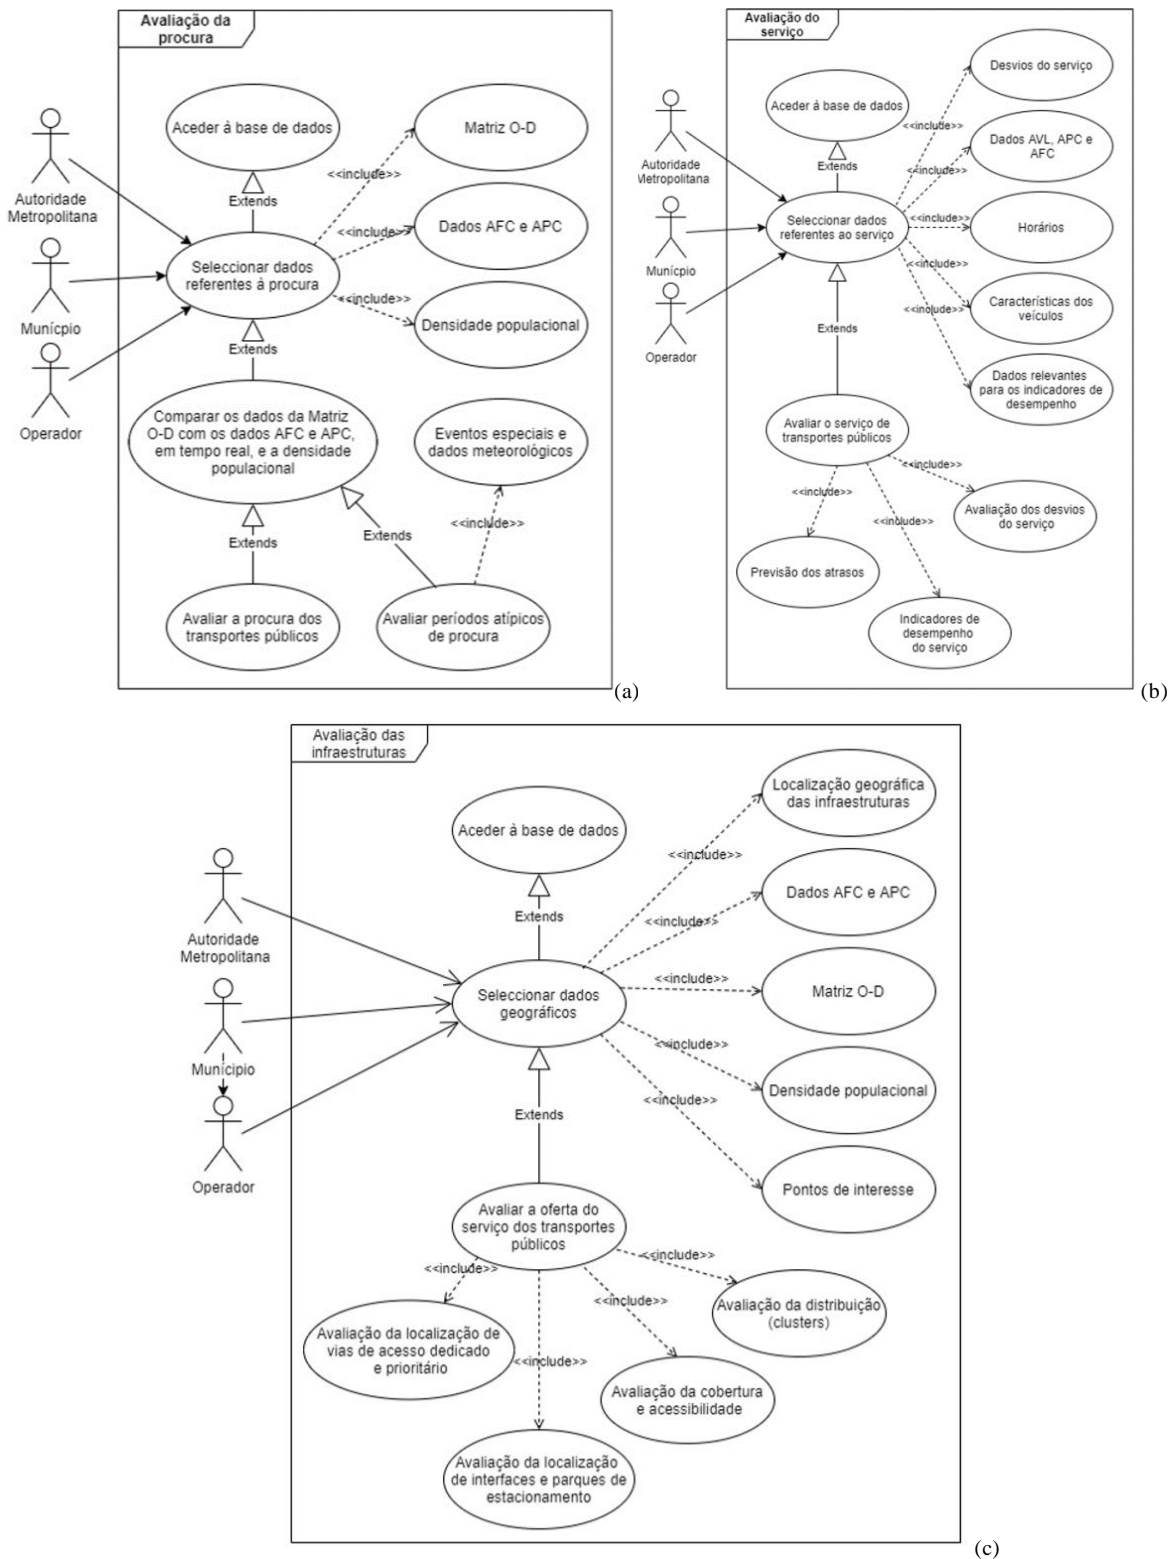 Avaliação da
procura
Aceder à base de dados
Matriz O-D
<<include>>
Extends
Autoridade
Metropolitana
Dados AFC e APC
<<include>>
Seleccionar dados
referentes à procura
<<include>>
Munícpio
Densidade populacional
Extends
Operador
Comparar os dados da Matriz
O-D com os dados AFC e APC,
em tempo real, e a densidade
populacional
Eventos especiais e
dados meteorológicos
<<include>>
Extends
Extends
Avaliar a procura dos
transportes públicos
Avaliar períodos atípicos
de procura
(a)
Avaliação do
serviço
Desvios do serviço
Aceder à base de dados
<<include>>
Dados AVL, APC e
AFC
Autoridade
Metropolitana
Extends
<<include>>
Seleccionar dados
referentes ao serviço
<<include>>
Horários
Munícpio
<<include>>
Características dos
veículos
Extends
<<include>>
Operador
Dados relevantes
para os indicadores de
desempenho
Avaliar o serviço de
transportes públicos
<<include>>
<<include>>
<<include>>
Avaliação dos desvios
do serviço
Previsão dos atrasos
Indicadores de
desempenho
do serviço
(b)
Avaliação das
infraestruturas
Localização geográfica
das infraestruturas
Aceder à base de dados
<<include>>
Dados AFC e APC
Extends
<<include>>
Autoridade
Metropolitana
<<include>>
Seleccionar dados
geográficos
Matriz O-D
<<include>>
Munícipio
Densidade populacional
<<include>>
Extends
Operador
Pontos de interesse
Avaliar a oferta do
serviço dos transportes
públicos
<<include>>
<<include>>
<<include>>
Avaliação da distribuição
(clusters)
Avaliação da localização de
vias de acesso dedicado
e prioritário
<<include>>
Avaliação da cobertura
e acessibilidade
Avaliação da localização
de interfaces e parques de
estacionamento
(c)